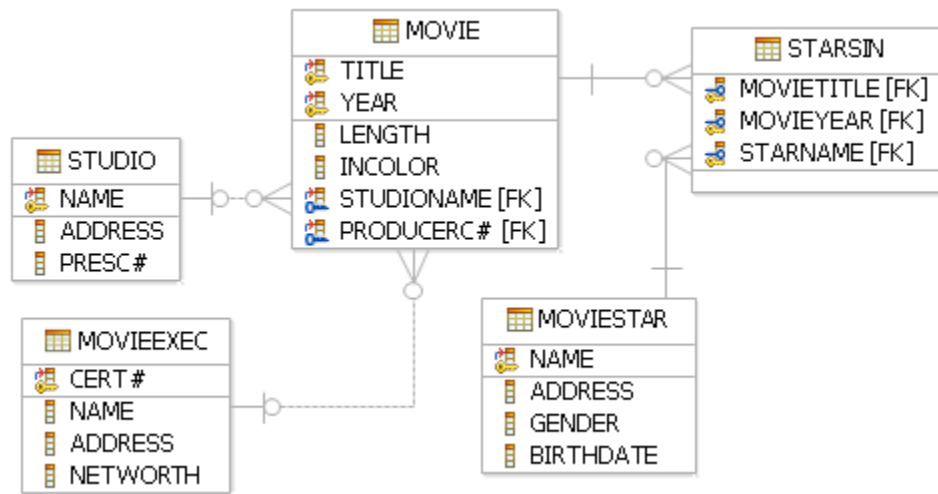 MOVIE
TITLE
YEAR
LENGTH
INCOLOR
STUDIONAME [FK]
PRODUCERC# [FK]
STARSIN
MOVIETITLE [FK]
MOVIEYEAR [FK]
STARNAME [FK]
STUDIO
NAME
ADDRESS
PRESC#
MOVIEEXEC
CERT#
NAME
ADDRESS
NETWORTH
MOVIESTAR
NAME
ADDRESS
GENDER
BIRTHDATE